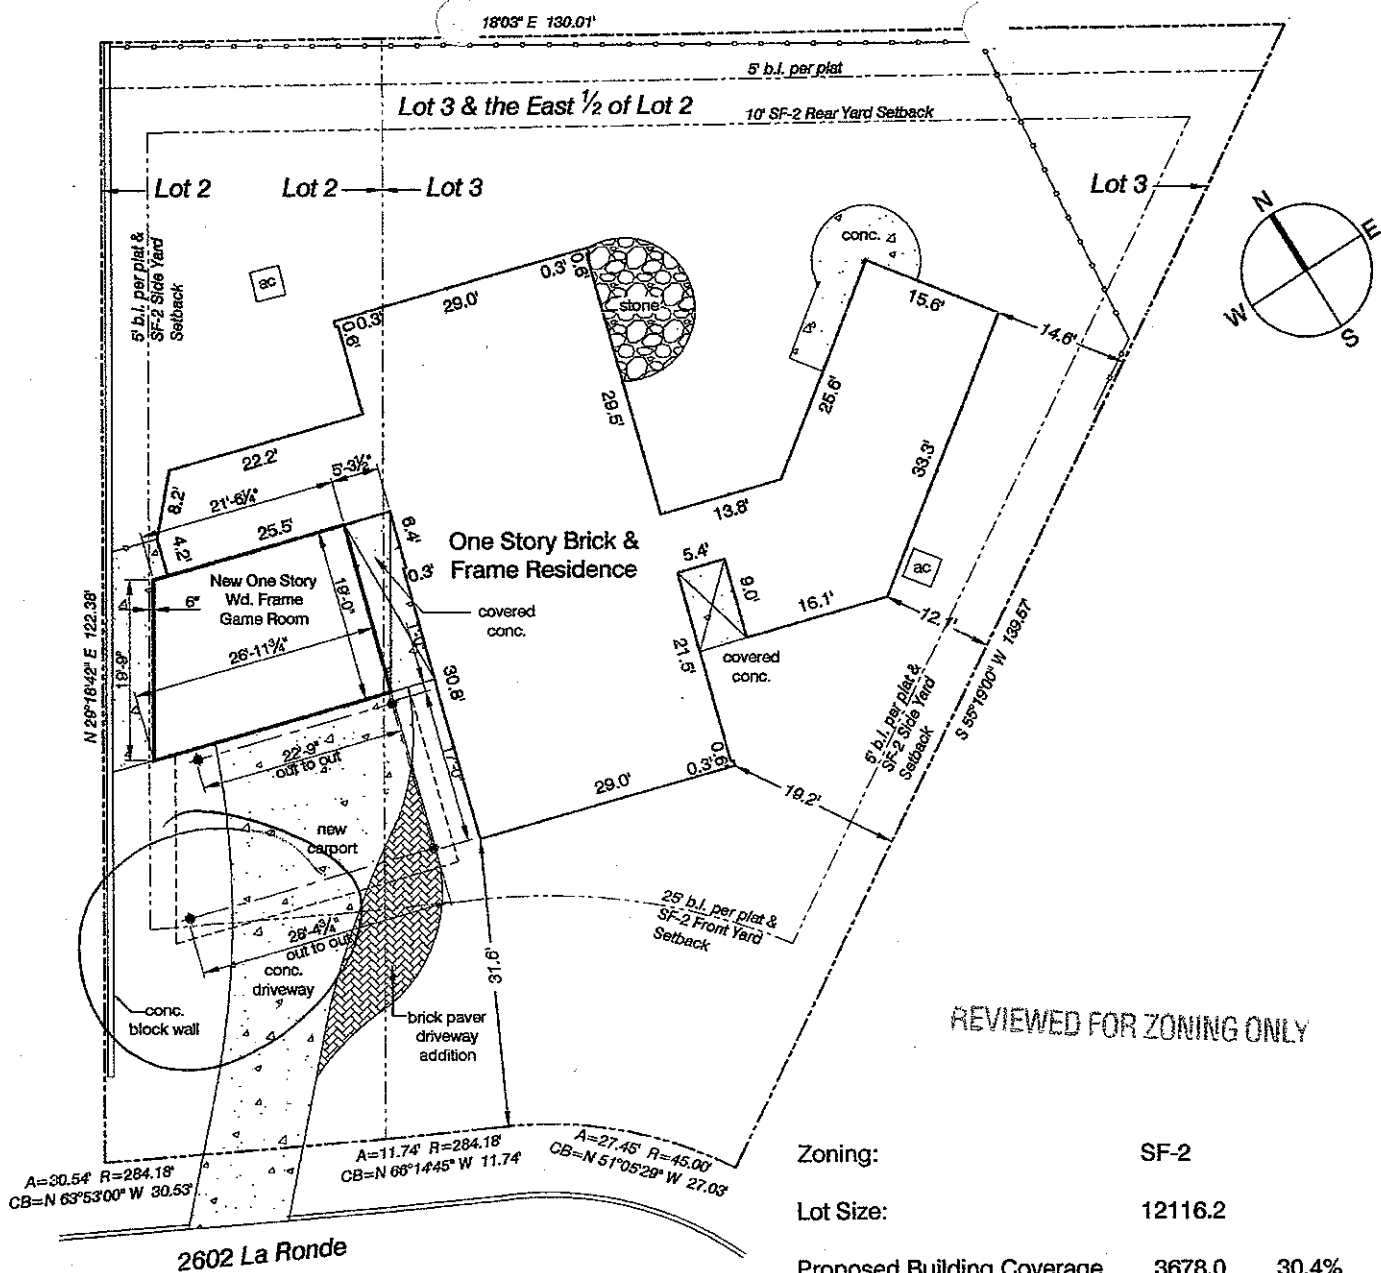 18'03" E 130.01'
5' b.l. per plat
Lot 3 & the East ½ of Lot 2
10' SF-2 Rear Yard Setback
Lot 2
Lot 2
Lot 3
Lot 3
N
E
W
S
5' b.l. per plat &
SF-2 Side Yard
Setback
ac
conc.
stone
0.3'
0.6'
29.0'
0.3'
0.6'
15.6'
14.6'
29.5'
25.6'
33.3'
22.2'
5'-3½"
8.2'
21'-6¼"
25.5'
4.2'
6.4'
0.3'
13.8'
One Story Brick &
Frame Residence
5.4'
9.0'
ac
New One Story
Wd. Frame
Game Room
6"
19'-0"
26'-11¾"
19'-9"
covered
conc.
16.1'
12.1'
covered
conc.
21.5'
30.8'
N 29°18'42" E 122.38'
S 55°19'00" W 139.57'
5' b.l. per plat &
SF-2 Side Yard
Setback
22'-9"
out to out
17'-0"
29.0'
0.3'
0.6'
19.2'
new
carport
25' b.l. per plat &
SF-2 Front Yard
Setback
28'-4¾"
out to out
conc.
driveway
31.6'
conc.
block wall
brick paver
driveway
addition
REVIEWED FOR ZONING ONLY
A=30.54' R=284.18'
CB=N 63°53'00" W 30.53'
A=11.74' R=284.18'
CB=N 66°14'45" W 11.74'
A=27.45' R=45.00'
CB=N 51°05'29" W 27.03'
2602 La Ronde
Zoning: SF-2
Lot Size: 12116.2
Proposed Building Coverage 3678.0 30.4%